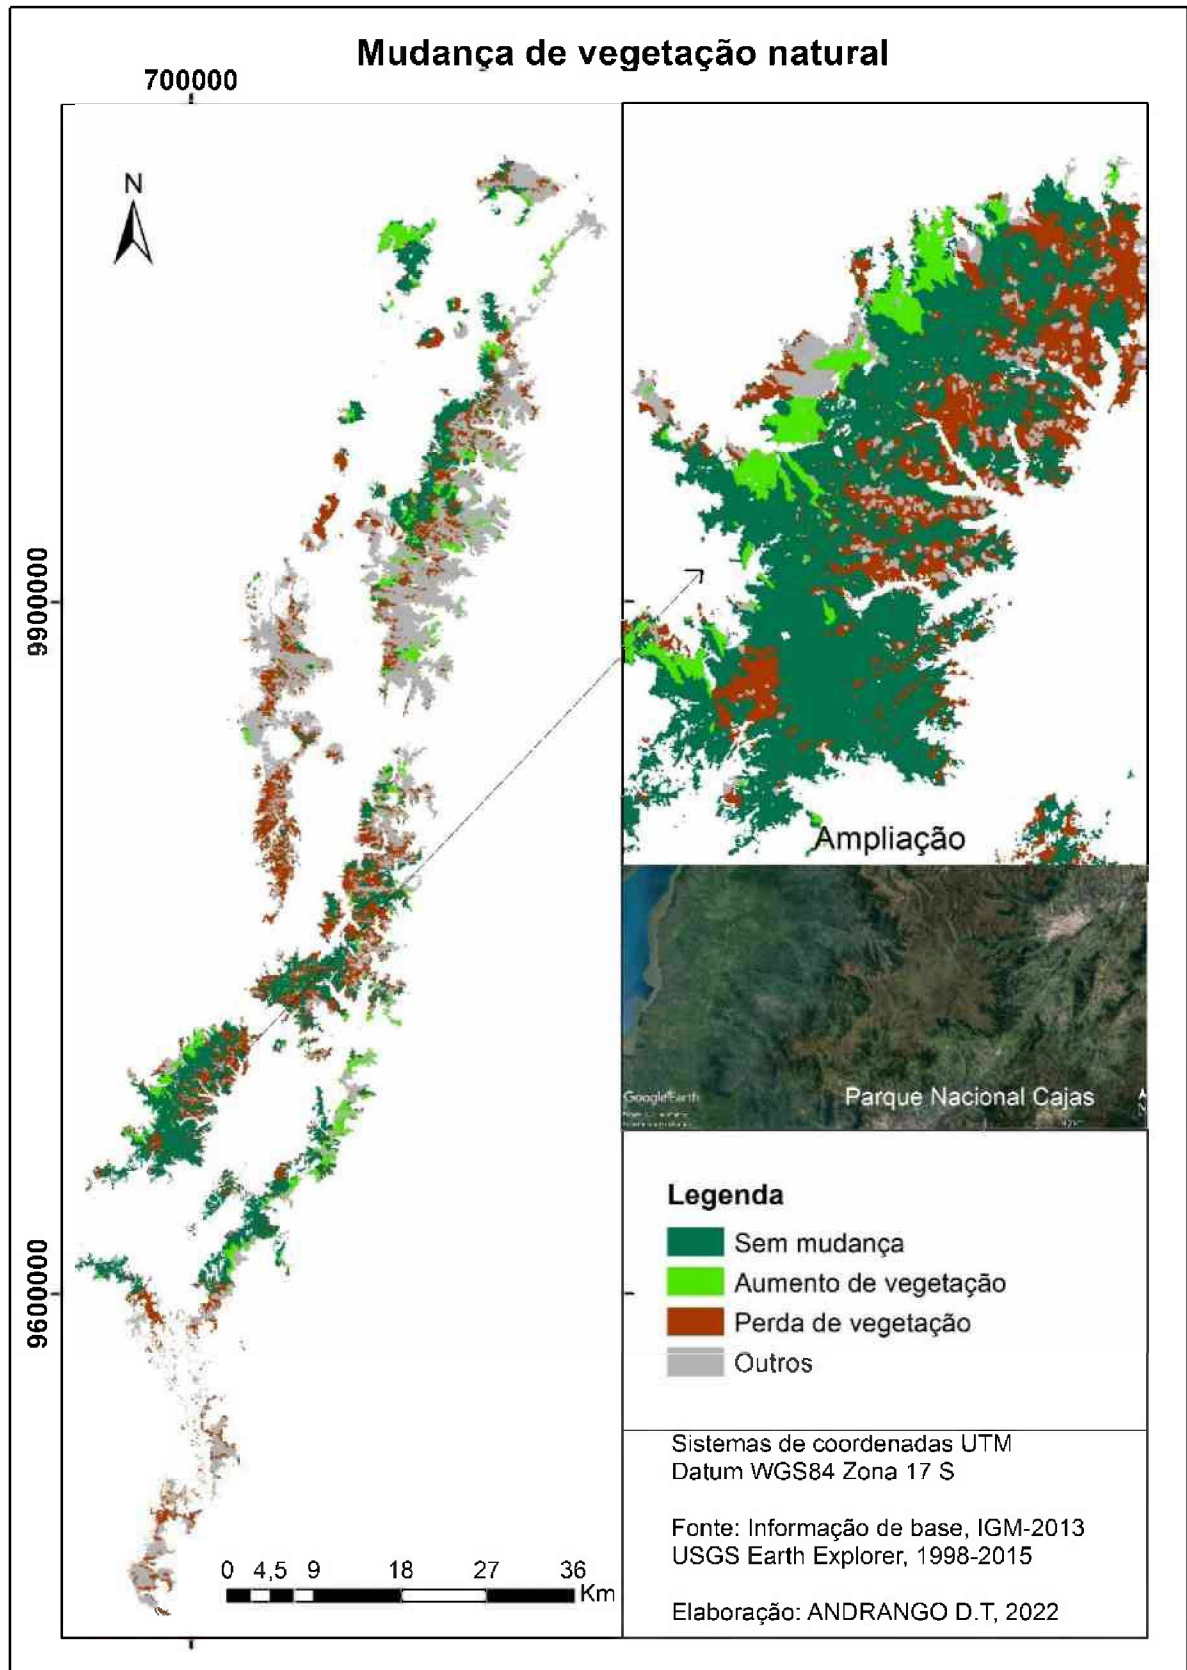 Mudança de vegetação natural
700000
N
9900000
9600000
Ampliação
Google Earth
Parque Nacional Cajas
N
Legenda
Sem mudança
Aumento de vegetação
Perda de vegetação
Outros
Sistemas de coordenadas UTM
Datum WGS84 Zona 17 S
Fonte: Informação de base, IGM-2013
USGS Earth Explorer, 1998-2015
Elaboração: ANDRANGO D.T, 2022
0 4,5 9 18 27 36
Km